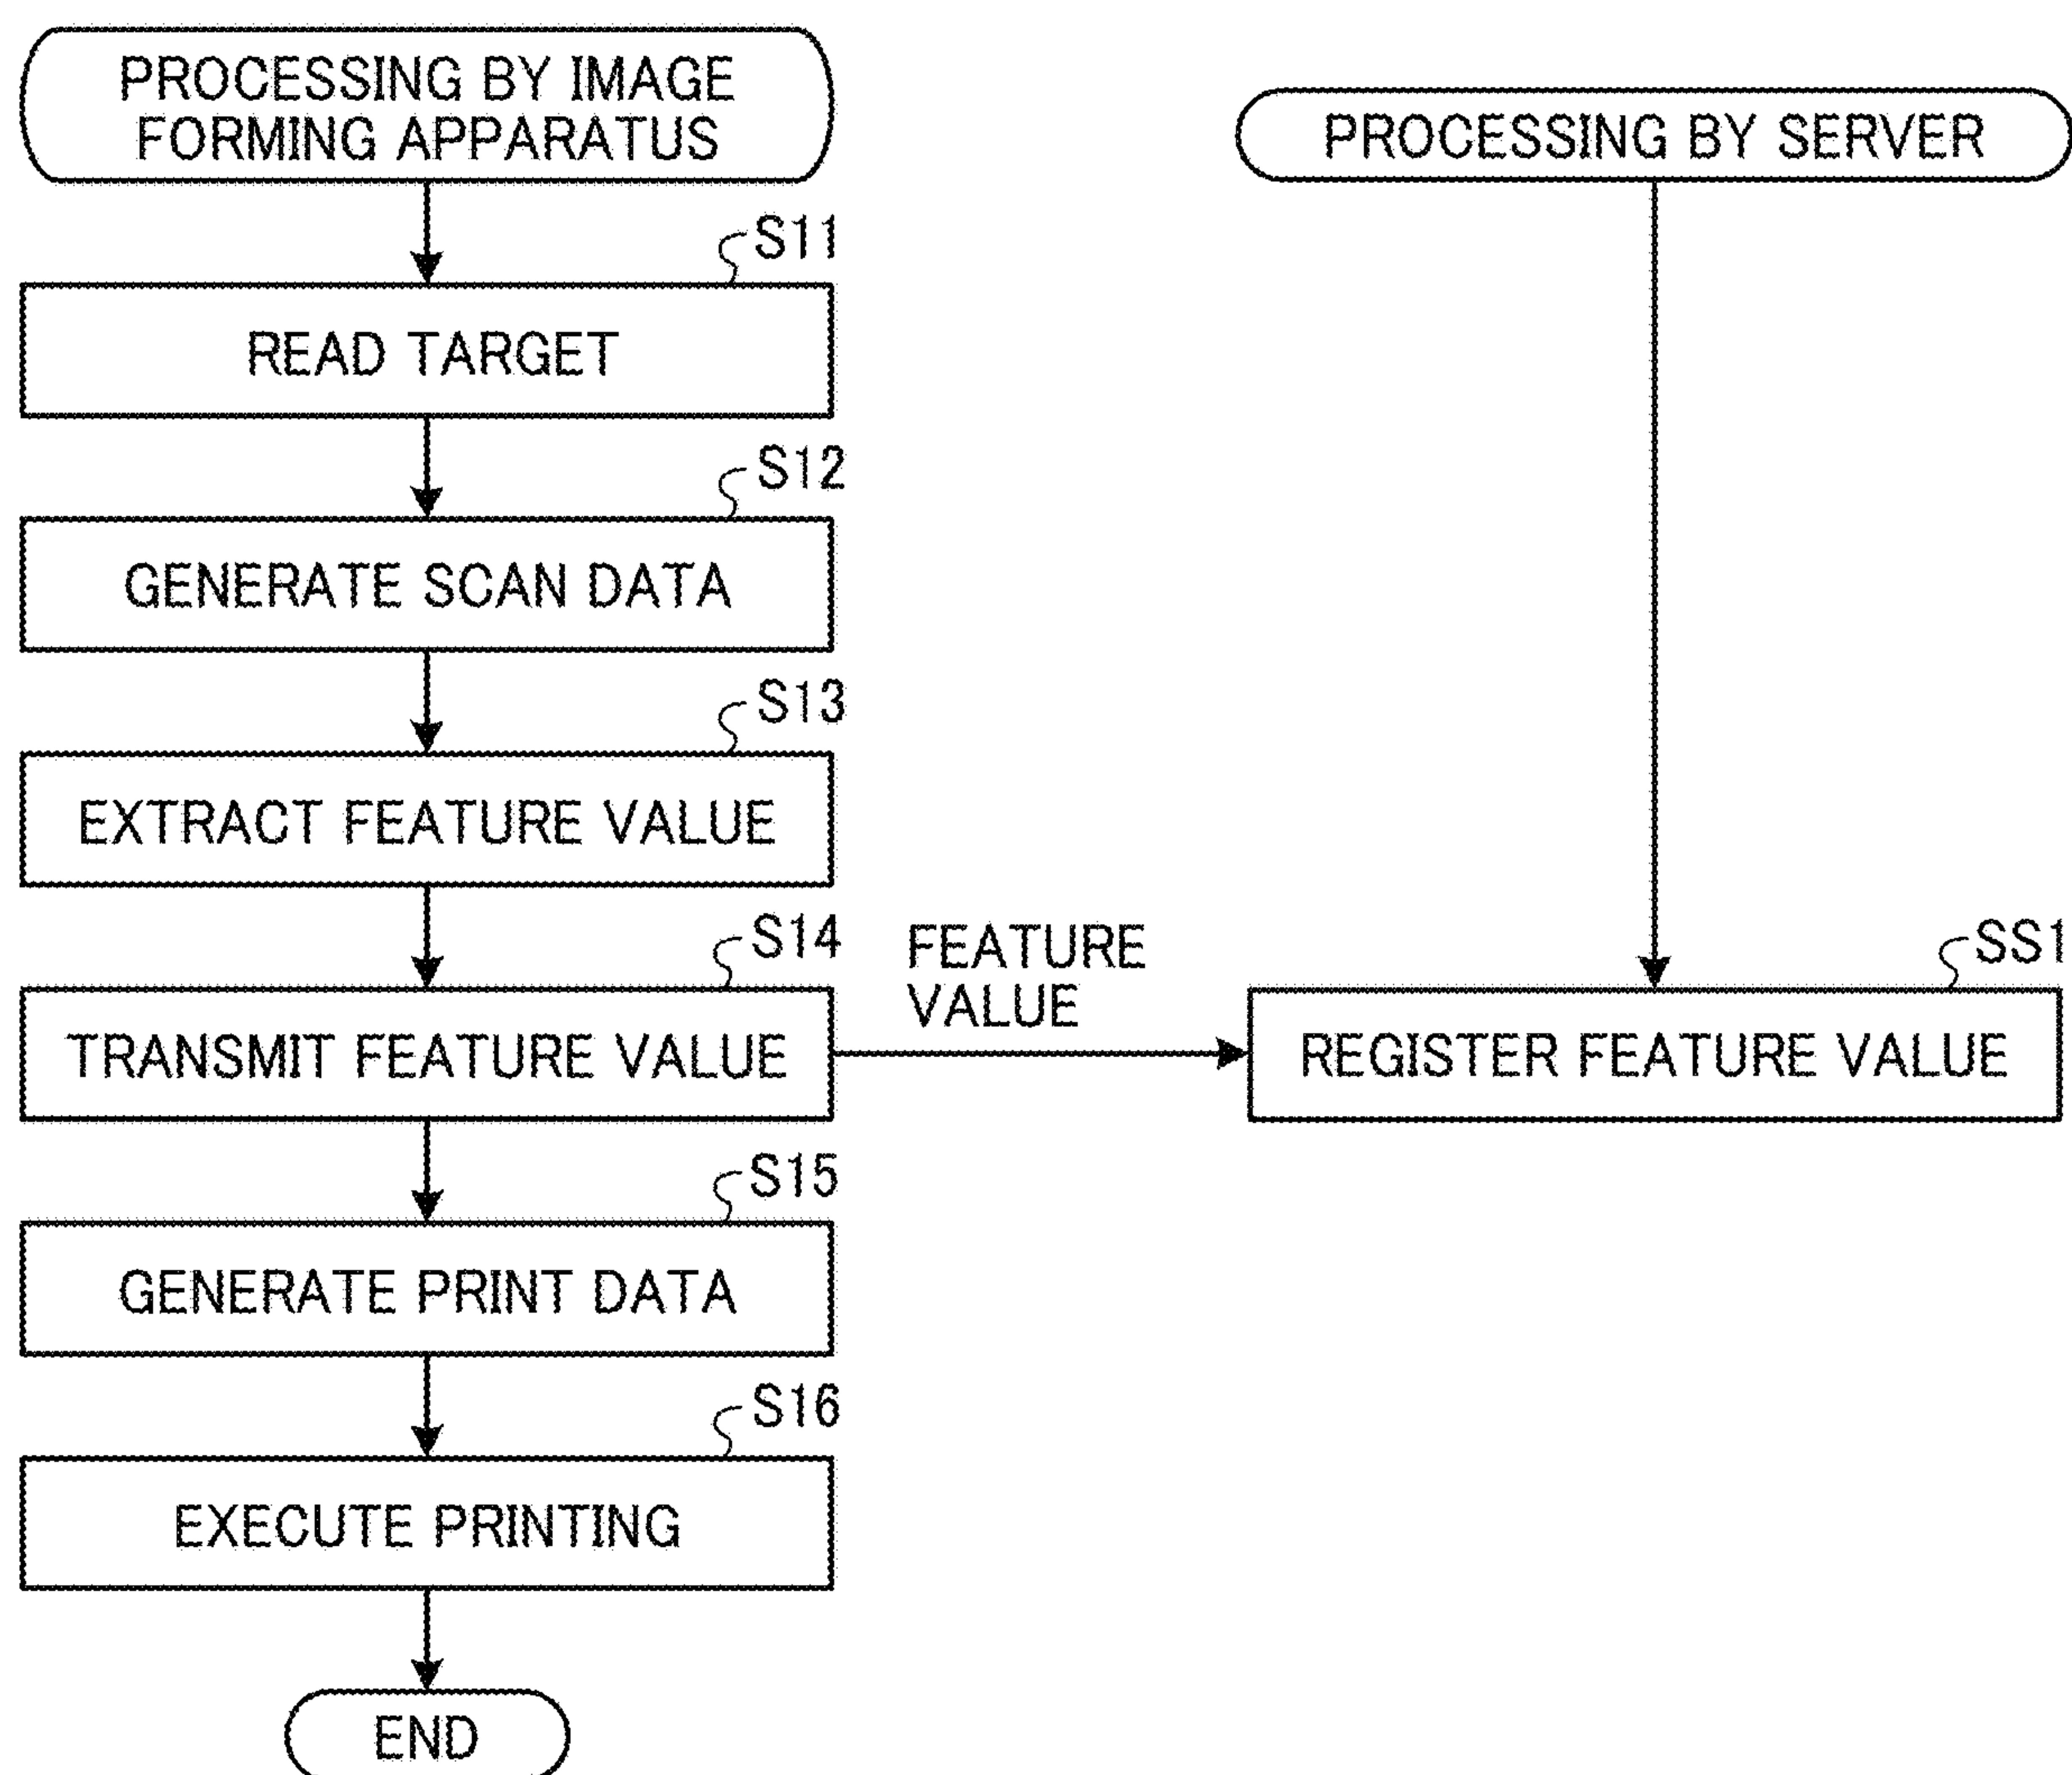 PROCESSING BY IMAGE
FORMING APPARATUS
S11
READ TARGET
S12
GENERATE SCAN DATA
S13
EXTRACT FEATURE VALUE
S14
TRANSMIT FEATURE VALUE
S15
GENERATE PRINT DATA
S16
EXECUTE PRINTING
END
FEATURE
VALUE
PROCESSING BY SERVER
SS1
REGISTER FEATURE VALUE